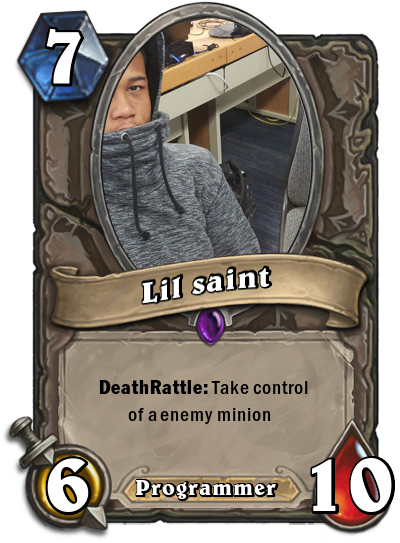 7
Lil saint
DeathRattle: Take control
of a enemy minion
6
Programmer
10